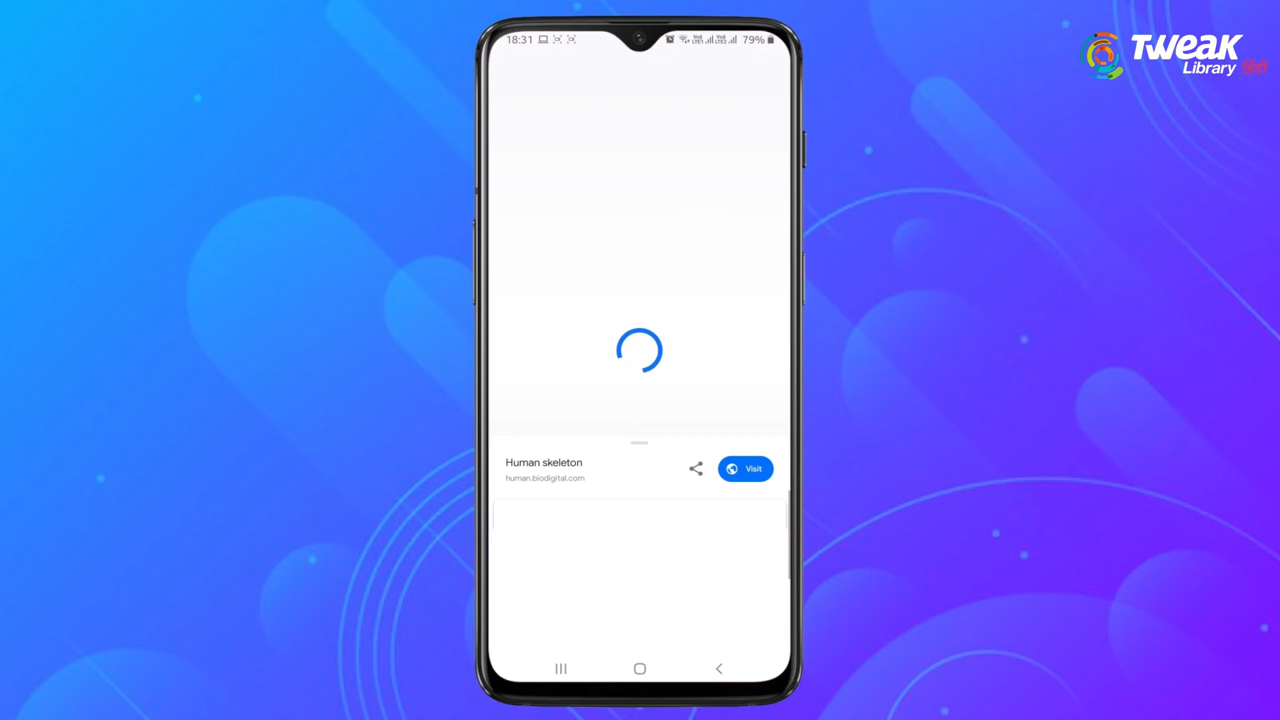 18:31
79%
TWEAK
Library हिंदी
Human skeleton
human.biodigital.com
Visit